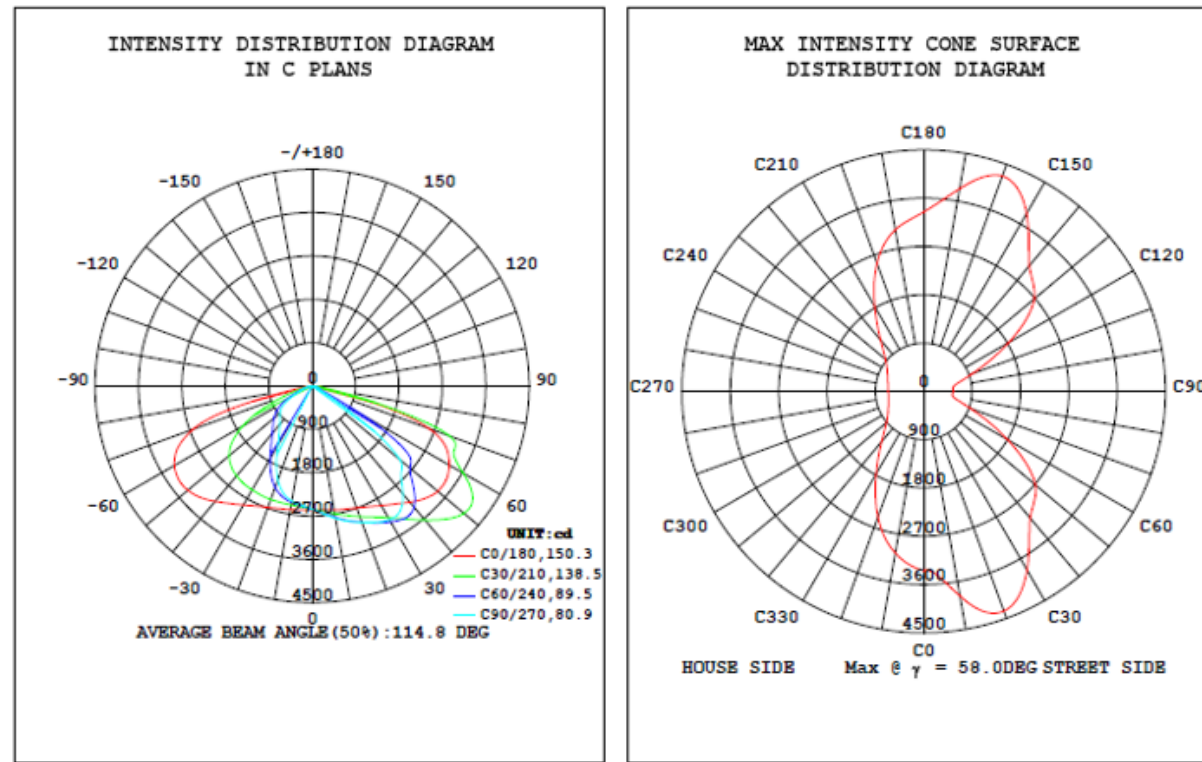 INTENSITY DISTRIBUTION DIAGRAM
IN C PLANS
-/+180
-150
150
-120
120
-90
90
-60
60
-30
30
0
0
900
1800
2700
3600
4500
UNIT:cd
C0/180,150.3
C30/210,138.5
C60/240,89.5
C90/270,80.9
AVERAGE BEAM ANGLE(50%):114.8 DEG
MAX INTENSITY CONE SURFACE
DISTRIBUTION DIAGRAM
C180
C210
C150
C240
C120
C270
C90
C300
C60
C330
C30
C0
0
900
1800
2700
3600
4500
HOUSE SIDE Max @ γ = 58.0DEG STREET SIDE